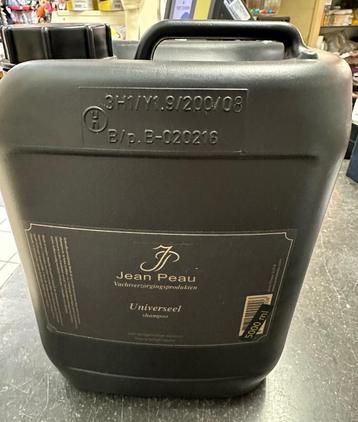 3H1/Y1.9/200/08
H
B/p. B-020216
JP
Jean Peau
Vachtverzorgingsprodukten
Universeel
shampoo
5000 ml